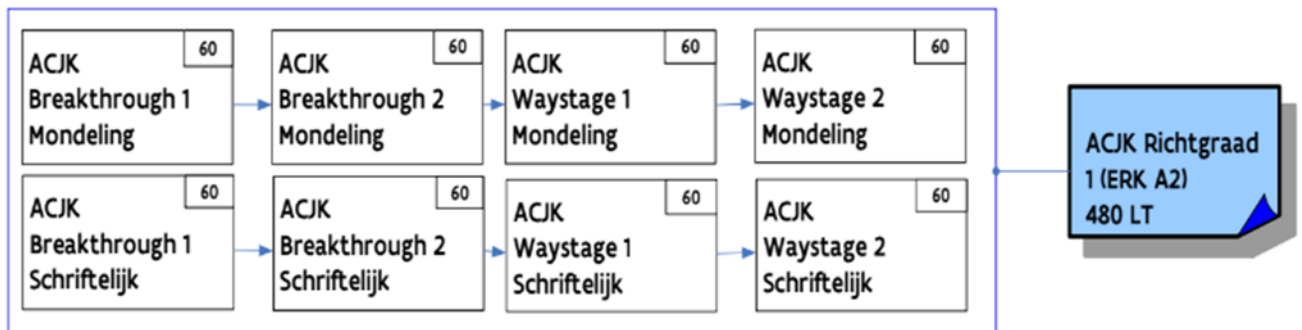 60
ACJK
Breakthrough 1
Mondeling
60
ACJK
Breakthrough 2
Mondeling
60
ACJK
Waystage 1
Mondeling
60
ACJK
Waystage 2
Mondeling
60
ACJK
Breakthrough 1
Schriftelijk
60
ACJK
Breakthrough 2
Schriftelijk
60
ACJK
Waystage 1
Schriftelijk
60
ACJK
Waystage 2
Schriftelijk
ACJK Richtgraad
1 (ERK A2)
480 LT